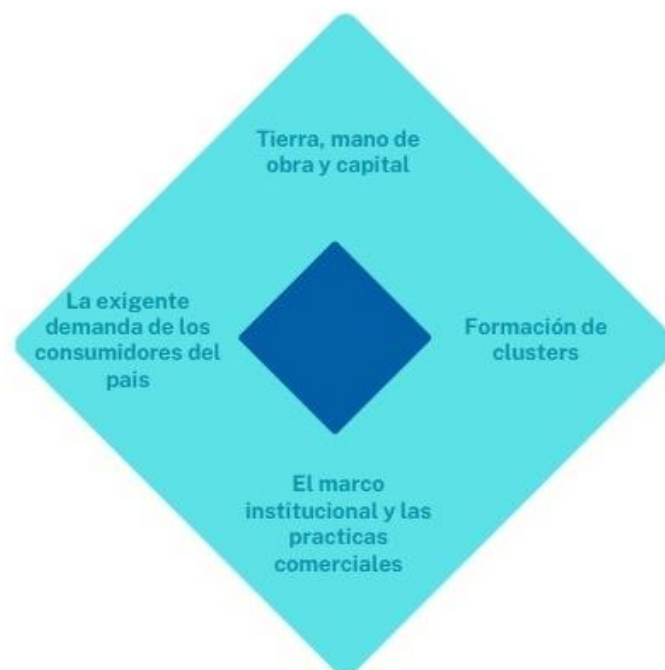 Tierra, mano de
obra y capital
La exigente
demanda de los
consumidores del
pais
Formación de
clusters
El marco
institucional y las
practicas
comerciales